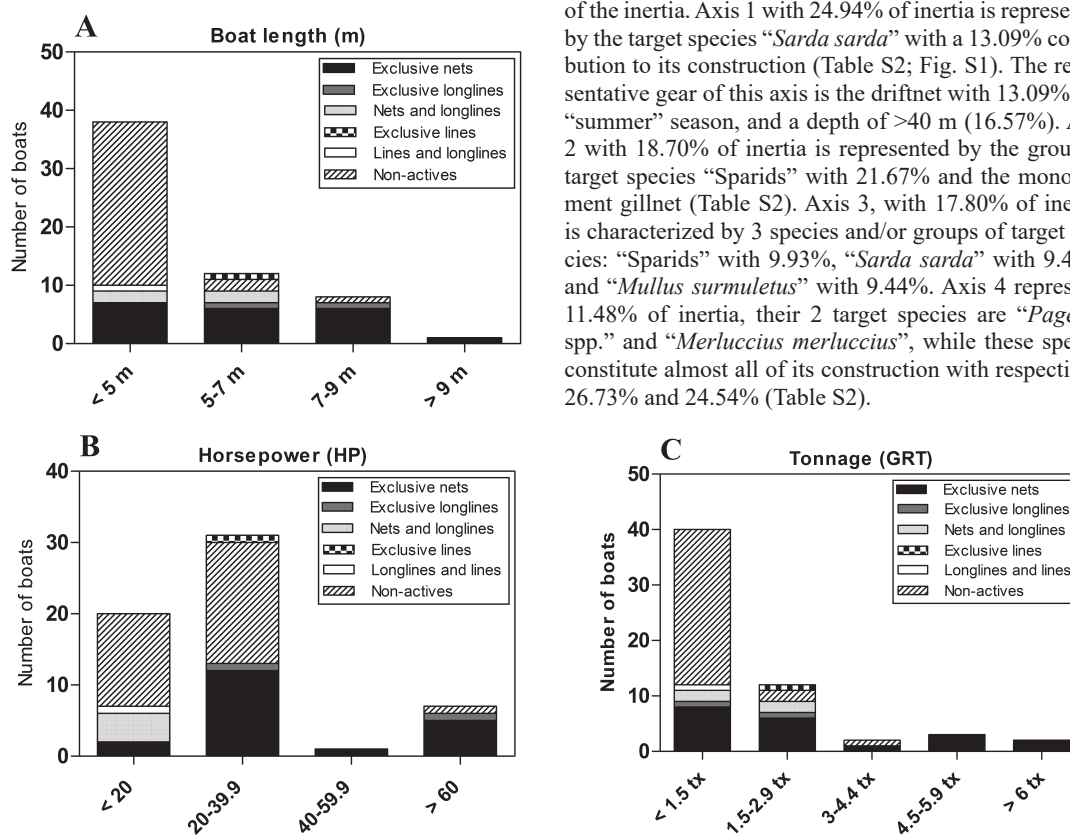 A
Boat length (m)
Number of boats
50
40
30
20
10
0
Exclusive nets
Exclusive longlines
Nets and longlines
Exclusive lines
Lines and longlines
Non-actives
< 5 m
5-7 m
7-9 m
> 9 m
of the inertia. Axis 1 with 24.94% of inertia is represe
by the target species “Sarda sarda” with a 13.09% co
bution to its construction (Table S2; Fig. S1). The re
sentative gear of this axis is the driftnet with 13.09%
“summer” season, and a depth of >40 m (16.57%).
2 with 18.70% of inertia is represented by the grou
target species “Sparids” with 21.67% and the mono
ment gillnet (Table S2). Axis 3, with 17.80% of ine
is characterized by 3 species and/or groups of target
cies: “Sparids” with 9.93%, “Sarda sarda” with 9.4
and “Mullus surmuletus” with 9.44%. Axis 4 repres
11.48% of inertia, their 2 target species are “Page
spp.” and “Merluccius merluccius”, while these spe
constitute almost all of its construction with respecti
26.73% and 24.54% (Table S2).
B
Horsepower (HP)
Number of boats
40
30
20
10
0
Exclusive nets
Exclusive longlines
Nets and longlines
Exclusive lines
Longlines and lines
Non-actives
< 20
20-39.9
40-59.9
> 60
C
Tonnage (GRT)
Number of boats
50
40
30
20
10
0
Exclusive nets
Exclusive longlines
Nets and longlines
Exclusive lines
Longlines and lines
Non-actives
< 1.5 tx
1.5-2.9 tx
3-4.4 tx
4.5-5.9 tx
> 6 tx